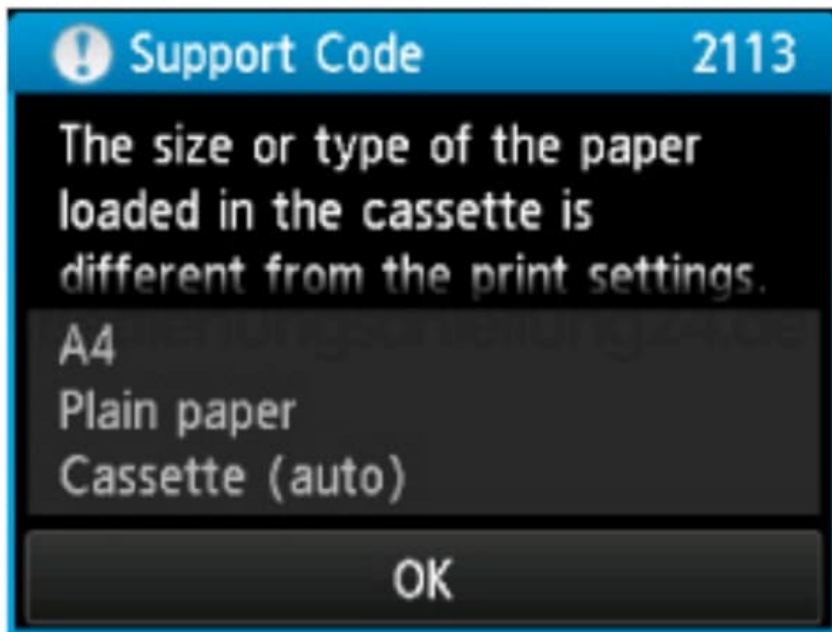 Support Code 2113
The size or type of the paper
loaded in the cassette is
different from the print settings.
A4
Plain paper
Cassette (auto)
OK